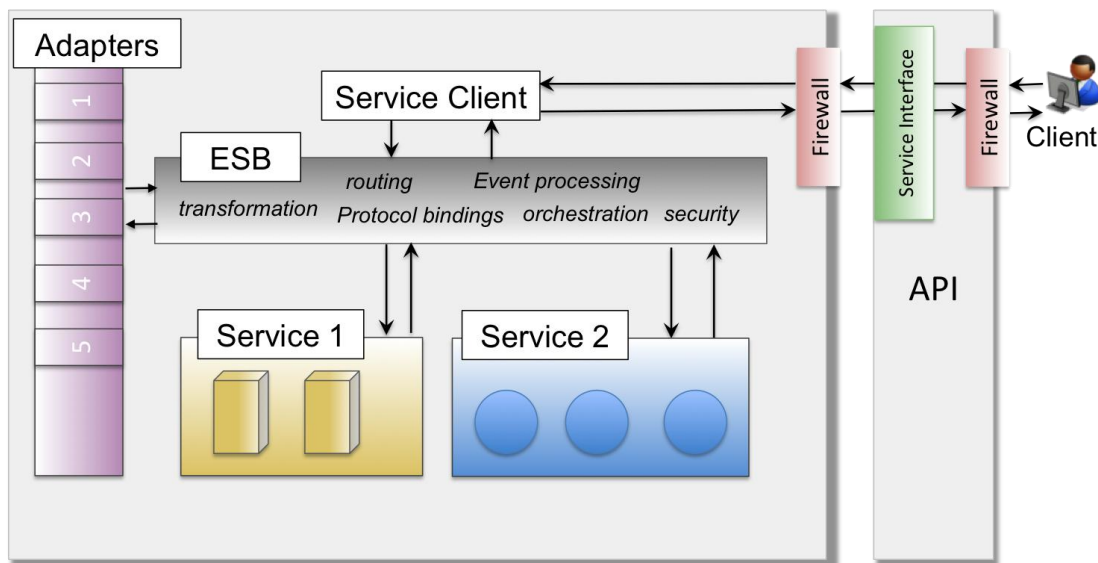 Adapters
1
2
3
4
5
Service Client
ESB
routing
Event processing
transformation
Protocol bindings
orchestration
security
Service 1
Service 2
Firewall
Service Interface
Firewall
API
Client